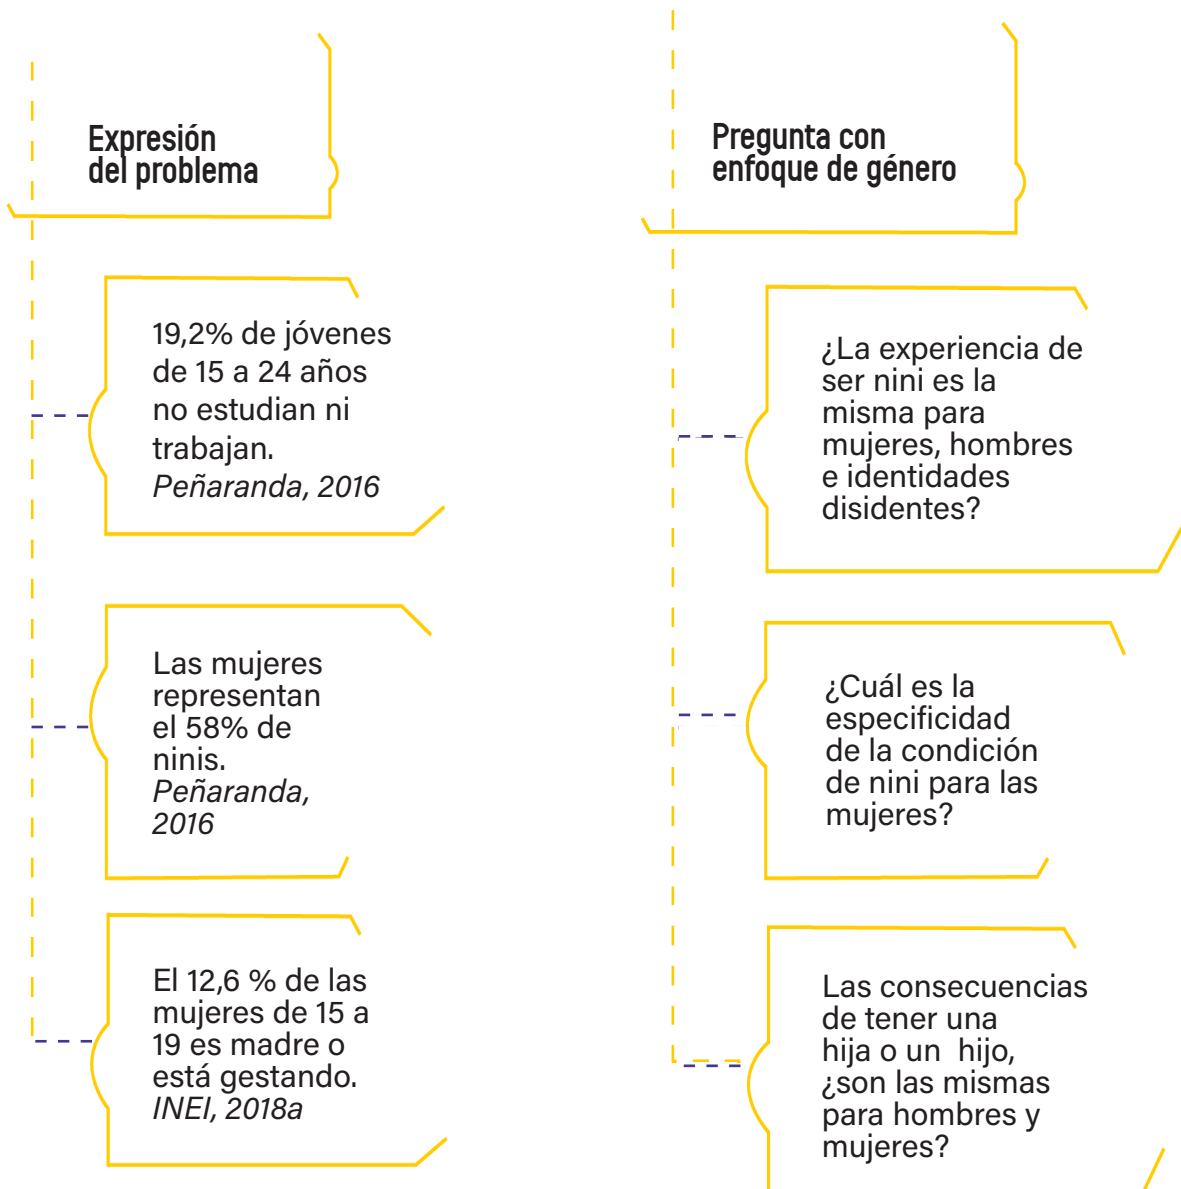 Expresión
del problema
19,2% de jóvenes
de 15 a 24 años
no estudian ni
trabajan.
Peñaranda, 2016
Las mujeres
representan
el 58% de
ninis.
Peñaranda,
2016
El 12,6 % de las
mujeres de 15 a
19 es madre o
está gestando.
INEI, 2018a
Pregunta con
enfoque de género
¿La experiencia de
ser nini es la
misma para
mujeres, hombres
e identidades
disidentes?
¿Cuál es la
especificidad
de la condición
de nini para las
mujeres?
Las consecuencias
de tener una
hija o un hijo,
¿son las mismas
para hombres y
mujeres?